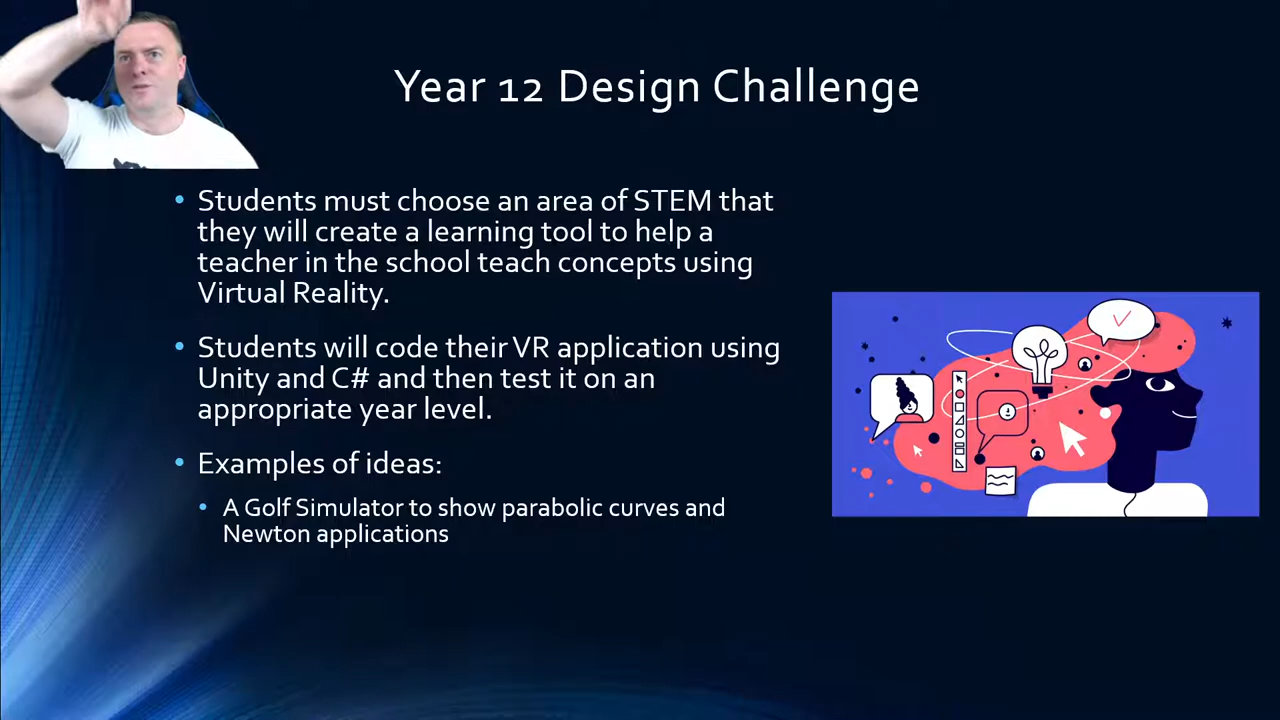 Year 12 Design Challenge
• Students must choose an area of STEM that
they will create a learning tool to help a
teacher in the school teach concepts using
Virtual Reality.
• Students will code their VR application using
Unity and C# and then test it on an
appropriate year level.
• Examples of ideas:
• A Golf Simulator to show parabolic curves and
Newton applications